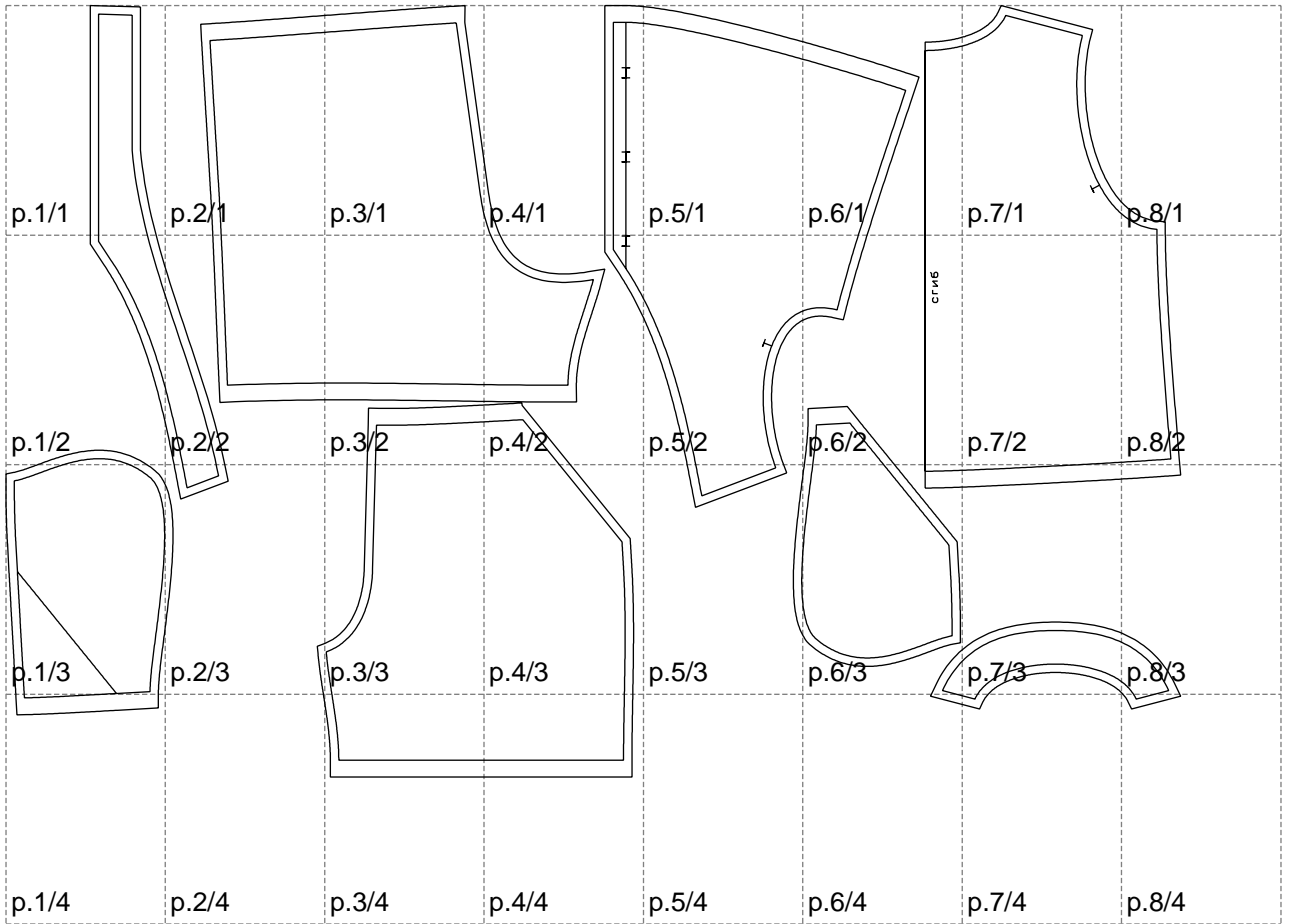 p.1/1 p.2/1 p.3/1 p.4/1 p.5/1 p.6/1 p.7/1 p.8/1
сгиб
p.1/2 p.2/2 p.3/2 p.4/2 p.5/2 p.6/2 p.7/2 p.8/2
p.1/3 p.2/3 p.3/3 p.4/3 p.5/3 p.6/3 p.7/3 p.8/3
p.1/4 p.2/4 p.3/4 p.4/4 p.5/4 p.6/4 p.7/4 p.8/4